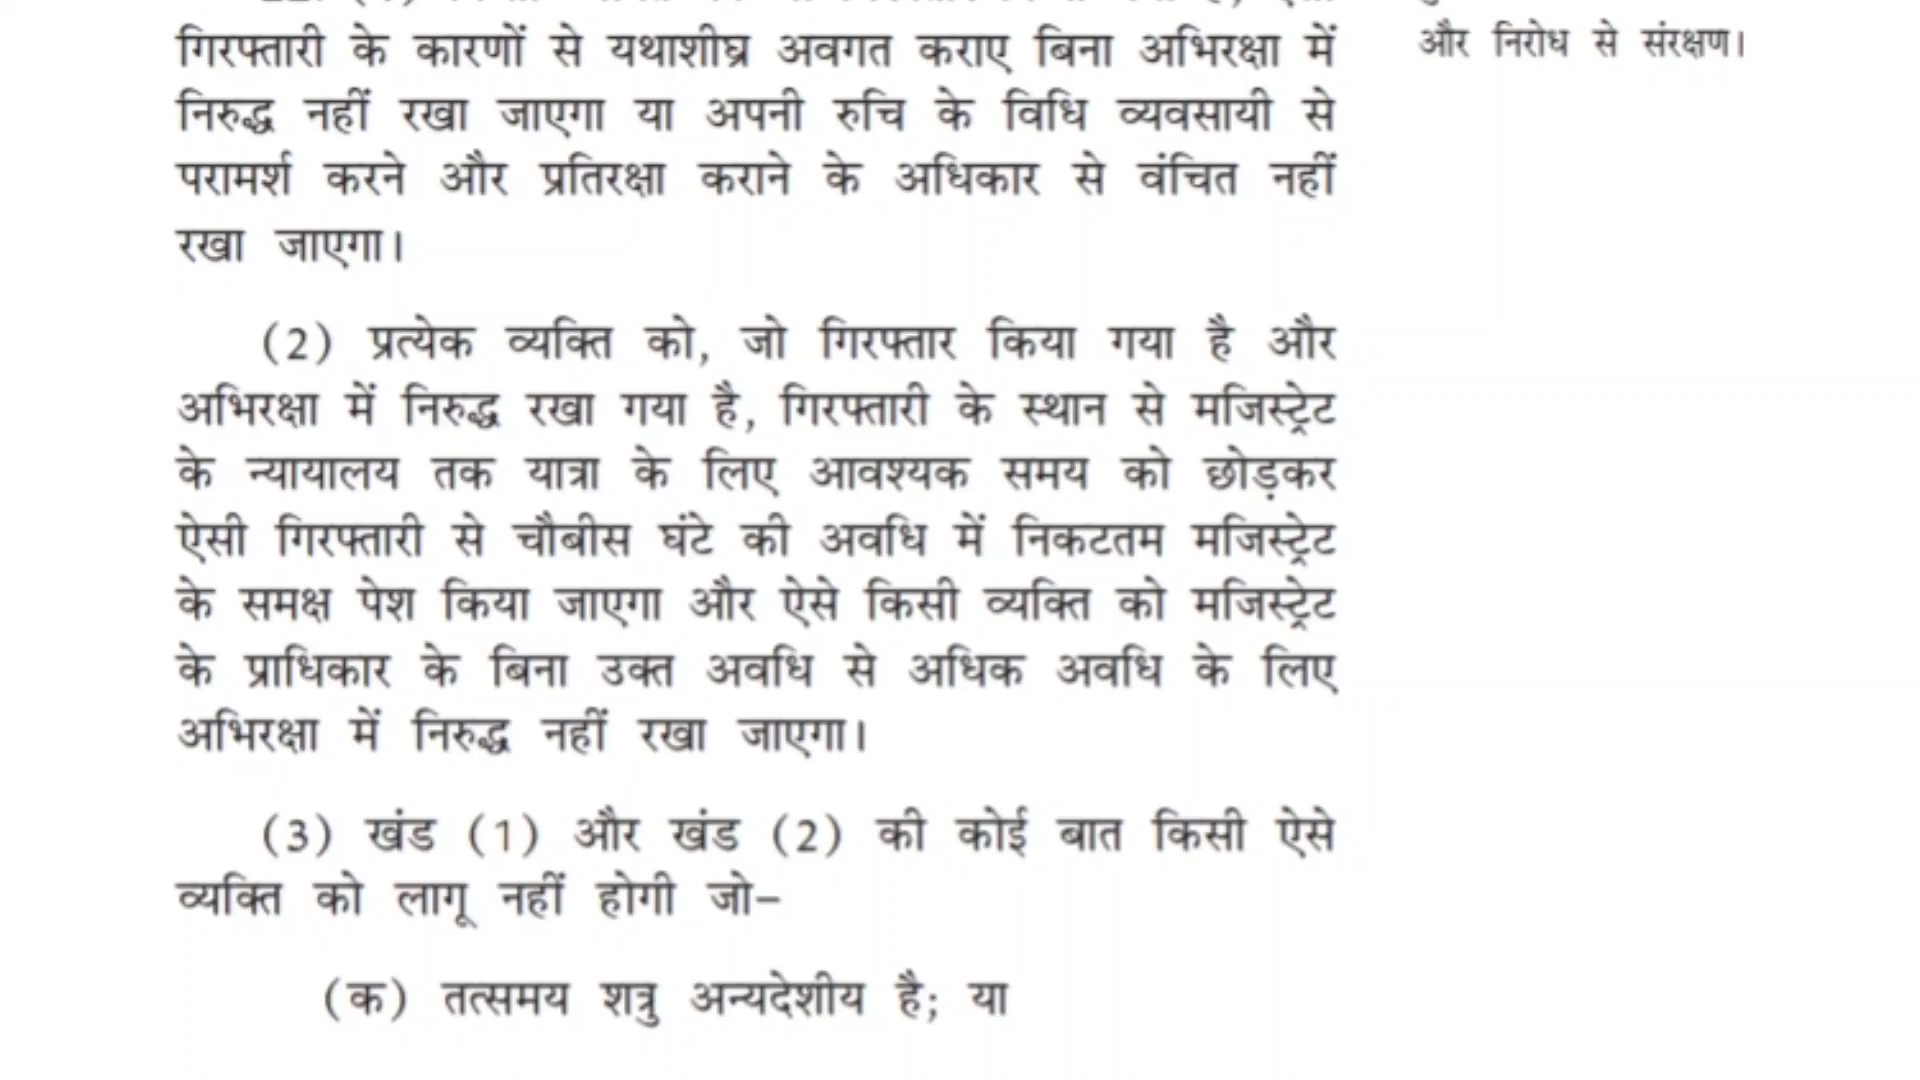 गिरफ्तारी के कारणों से यथाशीघ्र अवगत कराए बिना अभिरक्षा में
निरुद्ध नहीं रखा जाएगा या अपनी रुचि के विधि व्यवसायी से
परामर्श करने और प्रतिरक्षा कराने के अधिकार से वंचित नहीं
रखा जाएगा।
और निरोध से संरक्षण।
(2) प्रत्येक व्यक्ति को, जो गिरफ्तार किया गया है और
अभिरक्षा में निरुद्ध रखा गया है, गिरफ्तारी के स्थान से मजिस्ट्रेट
के न्यायालय तक यात्रा के लिए आवश्यक समय को छोड़कर
ऐसी गिरफ्तारी से चौबीस घंटे की अवधि में निकटतम मजिस्ट्रेट
के समक्ष पेश किया जाएगा और ऐसे किसी व्यक्ति को मजिस्ट्रेट
के प्राधिकार के बिना उक्त अवधि से अधिक अवधि के लिए
अभिरक्षा में निरुद्ध नहीं रखा जाएगा।
(3) खंड (1) और खंड (2) की कोई बात किसी ऐसे
व्यक्ति को लागू नहीं होगी जो–
(क) तत्समय शत्रु अन्यदेशीय है; या